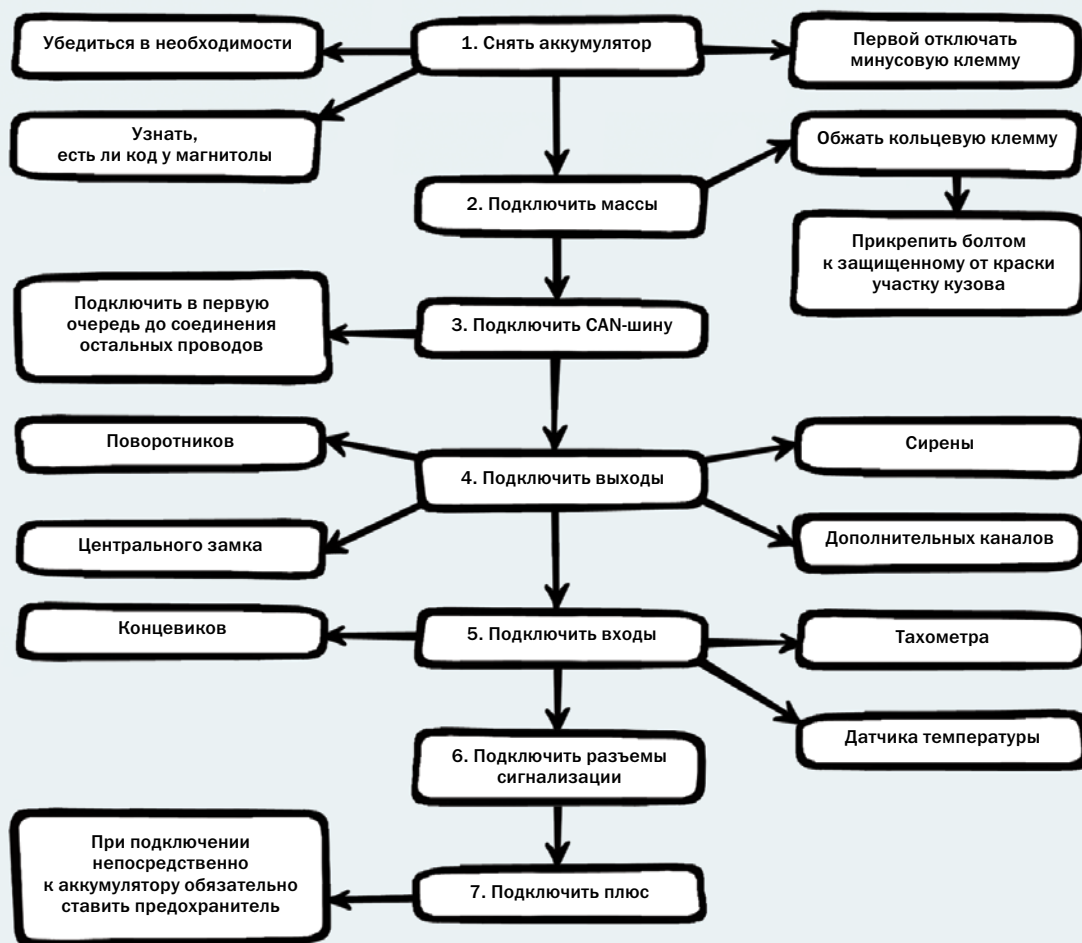 Убедиться в необходимости
1. Снять аккумулятор
Первой отключать
минусовую клемму
Узнать,
есть ли код у магнитолы
Обжать кольцевую клемму
2. Подключить массы
Прикрепить болтом
к защищенному от краски
участку кузова
Подключить в первую
очередь до соединения
остальных проводов
3. Подключить CAN-шину
Поворотников
Сирены
4. Подключить выходы
Центрального замка
Дополнительных каналов
Концевиков
5. Подключить входы
Тахометра
Датчика температуры
6. Подключить разъемы
сигнализации
При подключении
непосредственно
к аккумулятору обязательно
ставить предохранитель
7. Подключить плюс